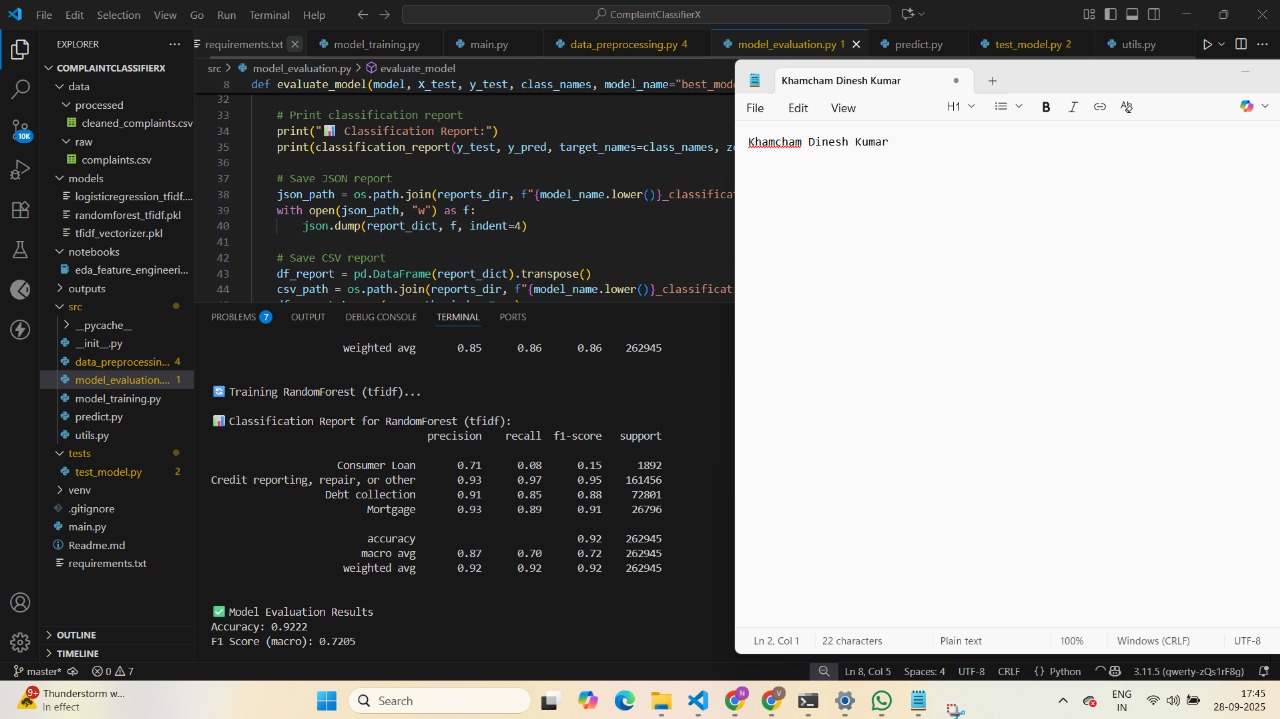 File Edit Selection View Go Run Terminal Help
ComplaintClassifierX
EXPLORER
requirements.txt
model_training.py
main.py
data_preprocessing.py 4
model_evaluation.py 1
predict.py
test_model.py 2
utils.py
COMPLAINTCLASSIFIERX
data
processed
cleaned_complaints.csv
raw
complaints.csv
models
logisticregression_tfidf....
randomforest_tfidf.pkl
tfidf_vectorizer.pkl
notebooks
eda_feature_engineeri...
outputs
src
__pycache__
__init__.py
data_preprocessin... 4
model_evaluation.... 1
model_training.py
predict.py
utils.py
tests
test_model.py 2
venv
.gitignore
main.py
Readme.md
requirements.txt
OUTLINE
TIMELINE
10K
src > model_evaluation.py > evaluate_model
8 def evaluate_model(model, X_test, y_test, class_names, model_name="best_mod
32
33 # Print classification report
34 print("📊 Classification Report:")
35 print(classification_report(y_test, y_pred, target_names=class_names, ze
36
37 # Save JSON report
38 json_path = os.path.join(reports_dir, f"{model_name.lower()}_classificat
39 with open(json_path, "w") as f:
40 json.dump(report_dict, f, indent=4)
41
42 # Save CSV report
43 df_report = pd.DataFrame(report_dict).transpose()
44 csv_path = os.path.join(reports_dir, f"{model_name.lower()}_classificati
PROBLEMS 7 OUTPUT DEBUG CONSOLE TERMINAL PORTS
weighted avg 0.85 0.86 0.86 262945
🔄 Training RandomForest (tfidf)...
📊 Classification Report for RandomForest (tfidf):
precision recall f1-score support
Consumer Loan 0.71 0.08 0.15 1892
Credit reporting, repair, or other 0.93 0.97 0.95 161456
Debt collection 0.91 0.85 0.88 72801
Mortgage 0.93 0.89 0.91 26796
accuracy 0.92 262945
macro avg 0.87 0.70 0.72 262945
weighted avg 0.92 0.92 0.92 262945
✅ Model Evaluation Results
Accuracy: 0.9222
F1 Score (macro): 0.7205
Khamcham Dinesh Kumar
File Edit View H1 B I
Khamcham Dinesh Kumar
Ln 2, Col 1 22 characters Plain text 100% Windows (CRLF) UTF-8
master* 0 7 Ln 8, Col 5 Spaces: 4 UTF-8 CRLF {} Python 3.11.5 (qwerty-zQs1rF8g)
9+ Thunderstorm w...
In effect
Search
N
V
ENG
IN
17:45
28-09-2025